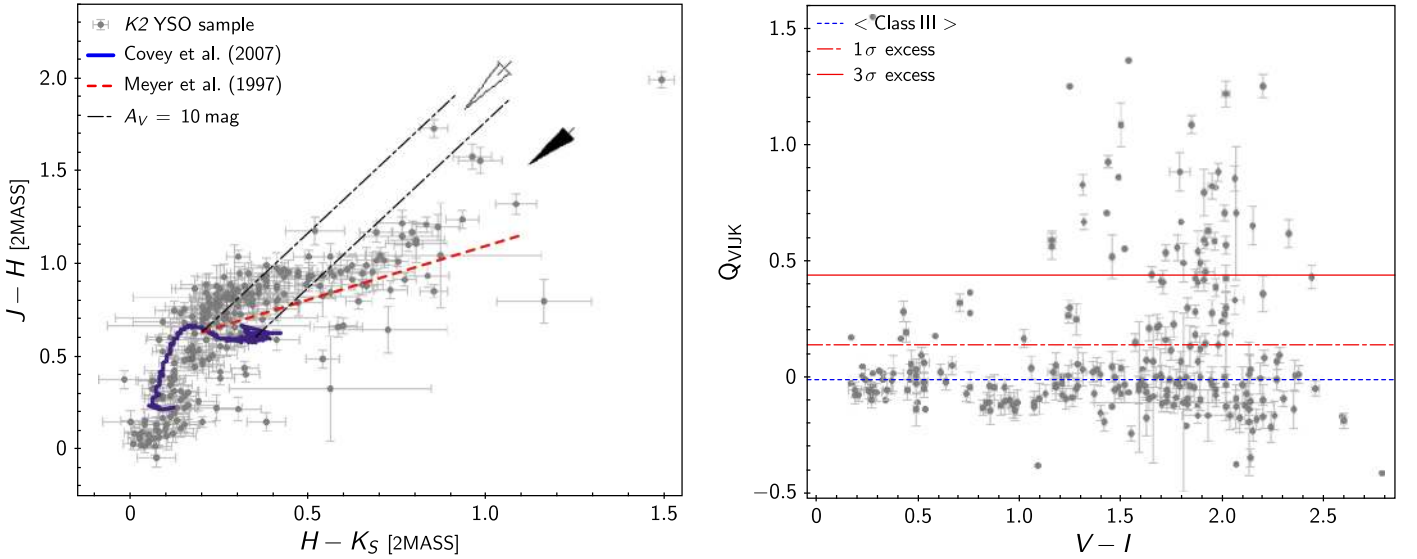 K2 YSO sample
Covey et al. (2007)
Meyer et al. (1997)
A_V = 10 mag
2.0
1.5
1.0
0.5
0
J − H [2MASS]
0
0.5
1.0
1.5
H − K_S [2MASS]
< Class III >
1σ excess
3σ excess
1.5
1.0
0.5
0
−0.5
Q_VIJK
0
0.5
1.0
1.5
2.0
2.5
V − I